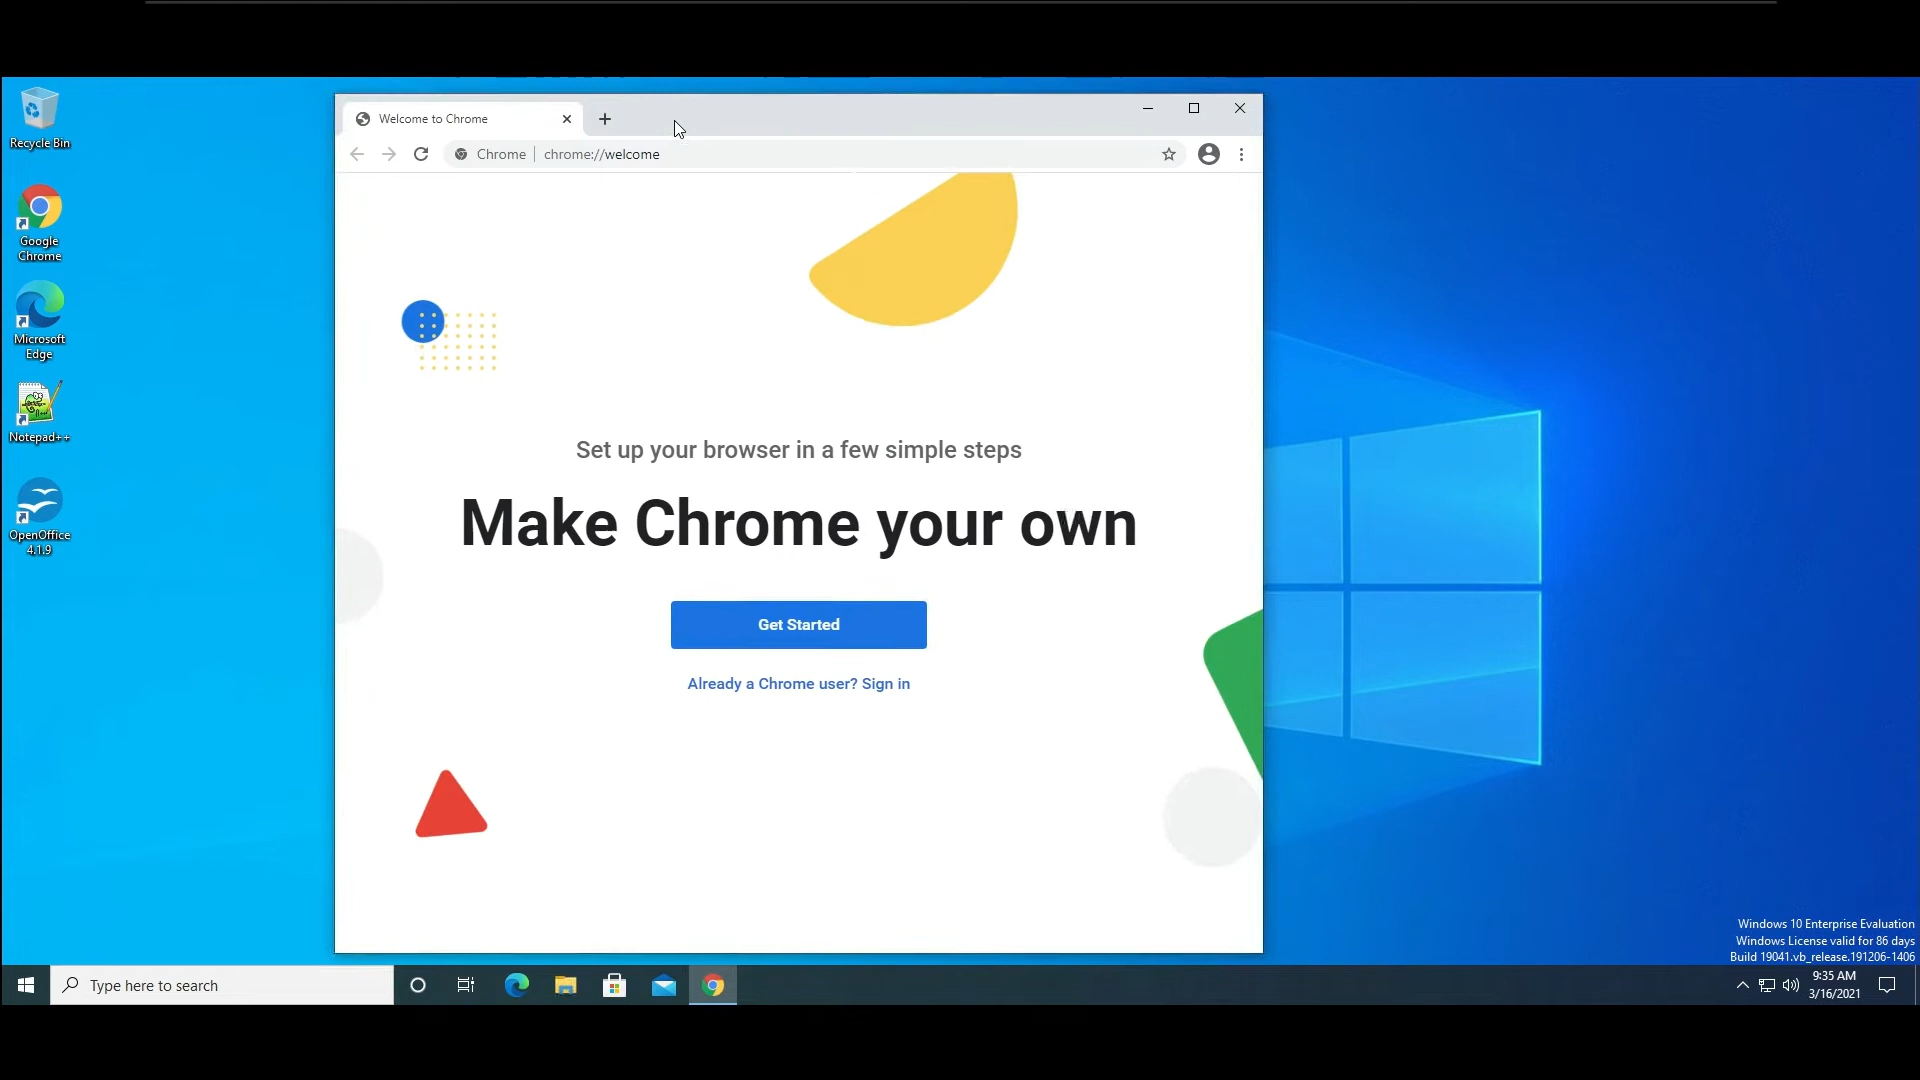 Recycle Bin
Google
Chrome
Microsoft
Edge
Notepad++
OpenOffice
4.1.9
Welcome to Chrome
Chrome
chrome://welcome
Set up your browser in a few simple steps
Make Chrome your own
Get Started
Already a Chrome user? Sign in
Windows 10 Enterprise Evaluation
Windows License valid for 86 days
Build 19041.vb_release.191206-1406
Type here to search
9:35 AM
3/16/2021